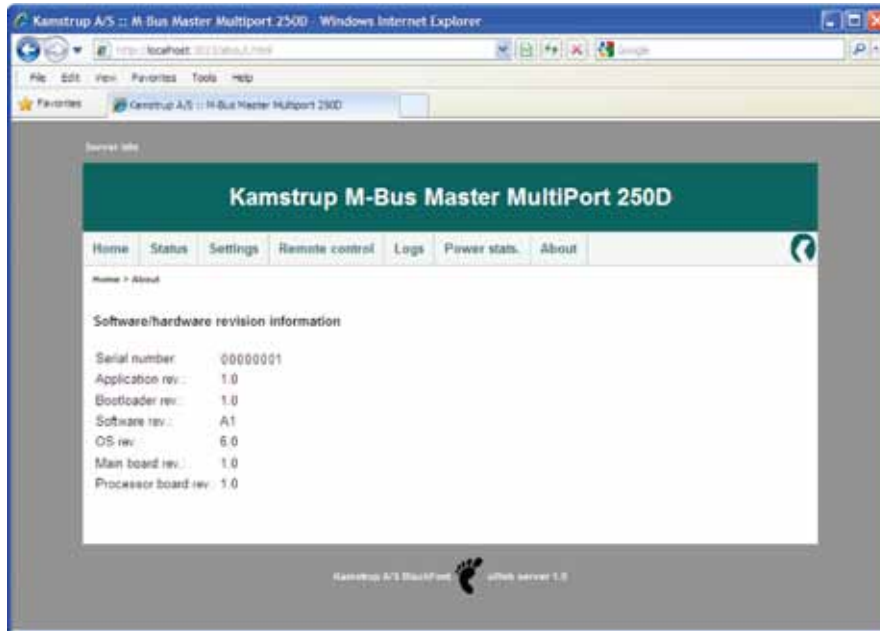 Kamstrup A/S :: M-Bus Master Multiport 250D - Windows Internet Explorer
http://localhost
Google
File Edit View Favorites Tools Help
Favorites Kamstrup A/S :: M-Bus Master Multiport 250D
Server info
Kamstrup M-Bus Master MultiPort 250D
Home Status Settings Remote control Logs Power stats. About
Home > About
Software/hardware revision information
Serial number: 00000001
Application rev.: 1.0
Bootloader rev.: 1.0
Software rev.: A1
OS rev: 6.0
Main board rev.: 1.0
Processor board rev: 1.0
Kamstrup A/S BlackFoot server 1.0